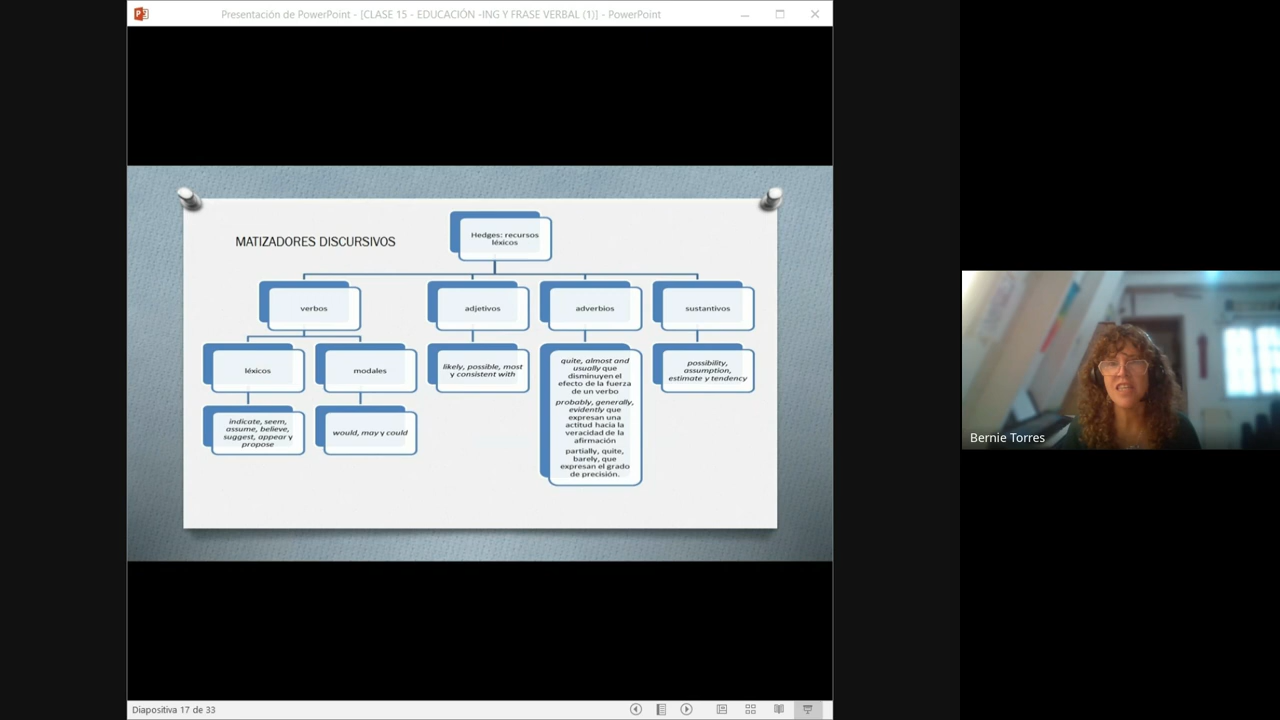 Presentación de PowerPoint - [CLASE 15 - EDUCACIÓN -ING Y FRASE VERBAL (1)] - PowerPoint
MATIZADORES DISCURSIVOS
Hedges: recursos
léxicos
verbos
adjetivos
adverbios
sustantivos
léxicos
modales
likely, possible, most
y consistent with
quite, almost and
usually que
disminuyen el
efecto de la fuerza
de un verbo
probably, generally,
evidently que
expresan una
actitud hacia la
veracidad de la
afirmación
partially, quite,
barely, que
expresan el grado
de precisión.
possibility,
assumption,
estimate y tendency
indicate, seem,
assume, believe,
suggest, appear y
propose
would, may y could
Bernie Torres
Diapositiva 17 de 33